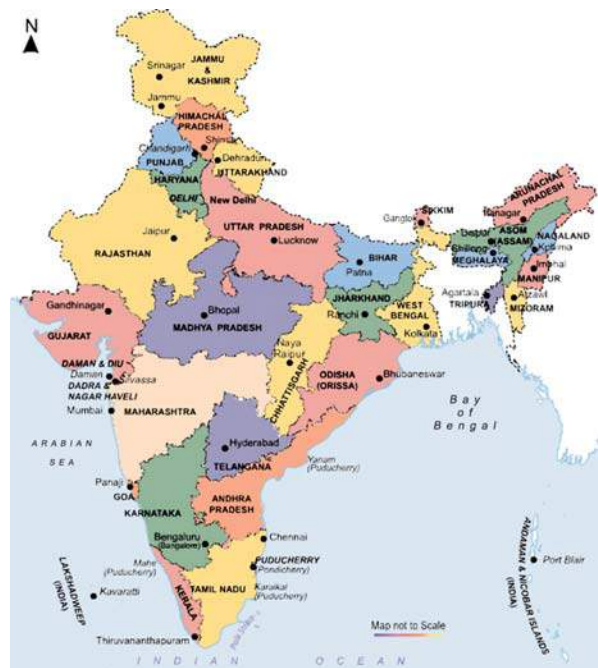 N
JAMMU
&
KASHMIR
Srinagar
Jammu
HIMACHAL
PRADESH
Shimla
Chandigarh
PUNJAB
Dehradun
UTTARAKHAND
HARYANA
DELHI
New Delhi
UTTAR PRADESH
Lucknow
Jaipur
RAJASTHAN
SIKKIM
Gangtok
ARUNACHAL
PRADESH
Itanagar
ASOM
(ASSAM)
Dispur
NAGALAND
Kohima
Shillong
MEGHALAYA
Imphal
MANIPUR
Agartala
TRIPURA
Aizawl
MIZORAM
BIHAR
Patna
JHARKHAND
Ranchi
WEST
BENGAL
Kolkata
Gandhinagar
GUJARAT
Bhopal
MADHYA PRADESH
Naya
Raipur
CHHATTISGARH
ODISHA
(ORISSA)
Bhubaneswar
DAMAN & DIU
Daman
Silvassa
DADRA &
NAGAR HAVELI
Mumbai
MAHARASHTRA
ARABIAN
SEA
Bay
of
Bengal
Hyderabad
TELANGANA
Yanam
(Puducherry)
Panaji
GOA
KARNATAKA
ANDHRA
PRADESH
Bengaluru
(Bangalore)
Chennai
Mahe
(Puducherry)
PUDUCHERRY
(Pondicherry)
TAMIL NADU
Karaikal
(Puducherry)
KERALA
LAKSHADWEEP
(INDIA)
Kavaratti
Thiruvananthapuram
Palk Strait
ANDAMAN & NICOBAR ISLANDS
(INDIA)
Port Blair
Map not to Scale
INDIAN OCEAN